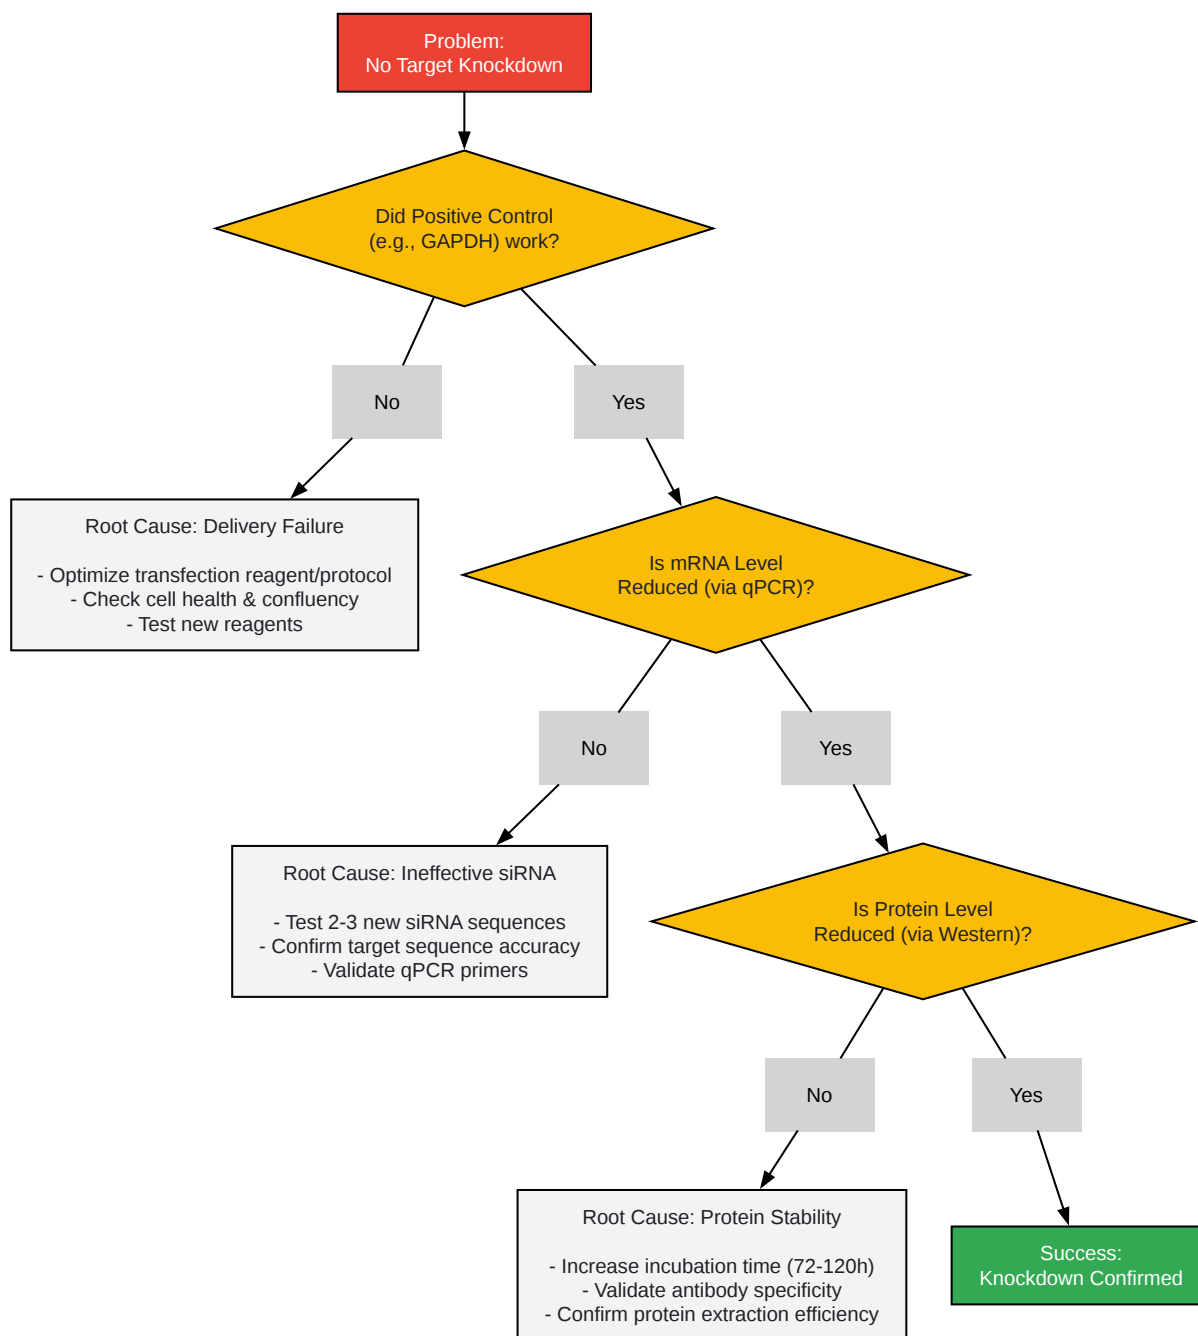 Problem:
No Target Knockdown
Did Positive Control
(e.g., GAPDH) work?
No
Yes
Root Cause: Delivery Failure
- Optimize transfection reagent/protocol
- Check cell health & confluency
- Test new reagents
Is mRNA Level
Reduced (via qPCR)?
No
Yes
Root Cause: Ineffective siRNA
- Test 2-3 new siRNA sequences
- Confirm target sequence accuracy
- Validate qPCR primers
Is Protein Level
Reduced (via Western)?
No
Yes
Root Cause: Protein Stability
- Increase incubation time (72-120h)
- Validate antibody specificity
- Confirm protein extraction efficiency
Success:
Knockdown Confirmed